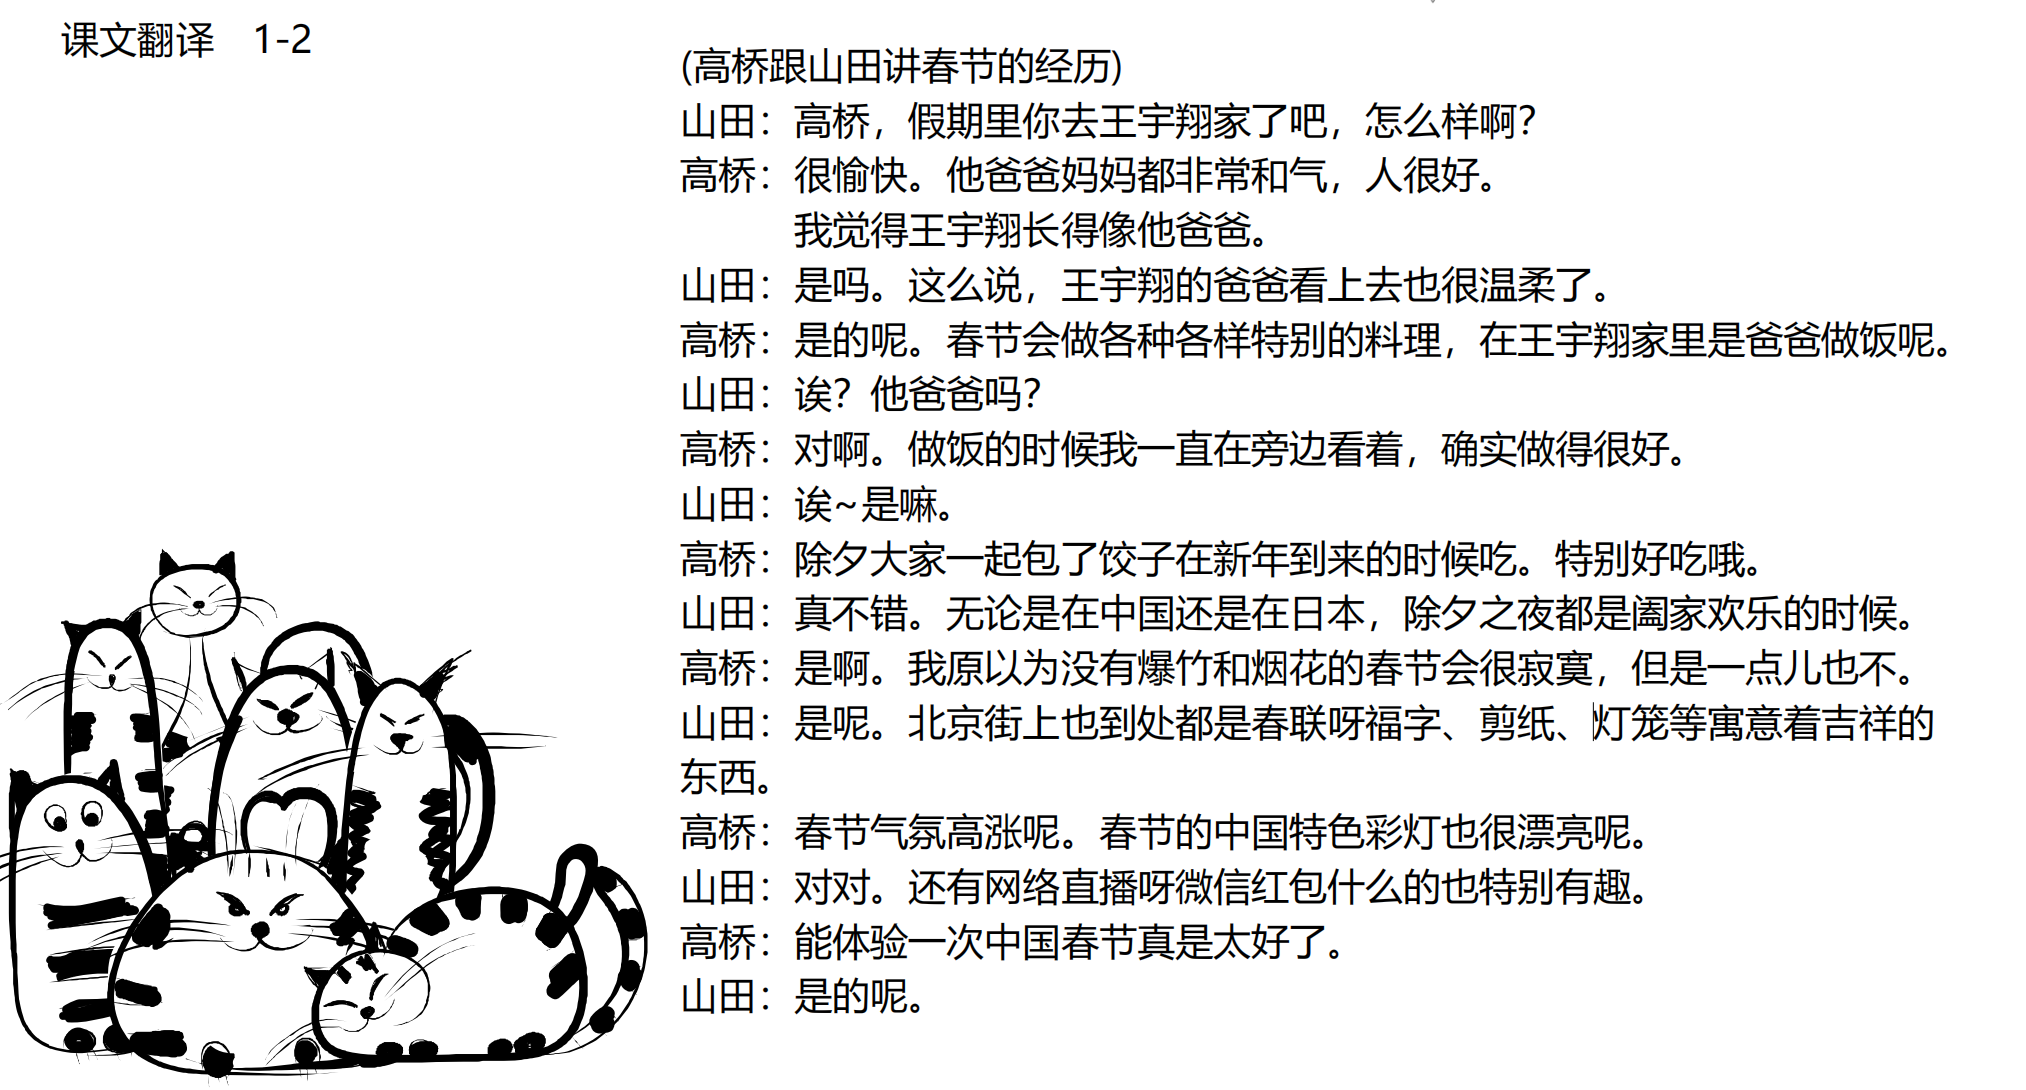 课文翻译 1-2
(高桥跟山田讲春节的经历)
山田：高桥，假期里你去王宇翔家了吧，怎么样啊？
高桥：很愉快。他爸爸妈妈都非常和气，人很好。
我觉得王宇翔长得像他爸爸。
山田：是吗。这么说，王宇翔的爸爸看上去也很温柔了。
高桥：是的呢。春节会做各种各样特别的料理，在王宇翔家里是爸爸做饭呢。
山田：诶？他爸爸吗？
高桥：对啊。做饭的时候我一直在旁边看着，确实做得很好。
山田：诶~是嘛。
高桥：除夕大家一起包了饺子在新年到来的时候吃。特别好吃哦。
山田：真不错。无论是在中国还是在日本，除夕之夜都是阖家欢乐的时候。
高桥：是啊。我原以为没有爆竹和烟花的春节会很寂寞，但是一点儿也不。
山田：是呢。北京街上也到处都是春联呀福字、剪纸、灯笼等寓意着吉祥的
东西。
高桥：春节气氛高涨呢。春节的中国特色彩灯也很漂亮呢。
山田：对对。还有网络直播呀微信红包什么的也特别有趣。
高桥：能体验一次中国春节真是太好了。
山田：是的呢。